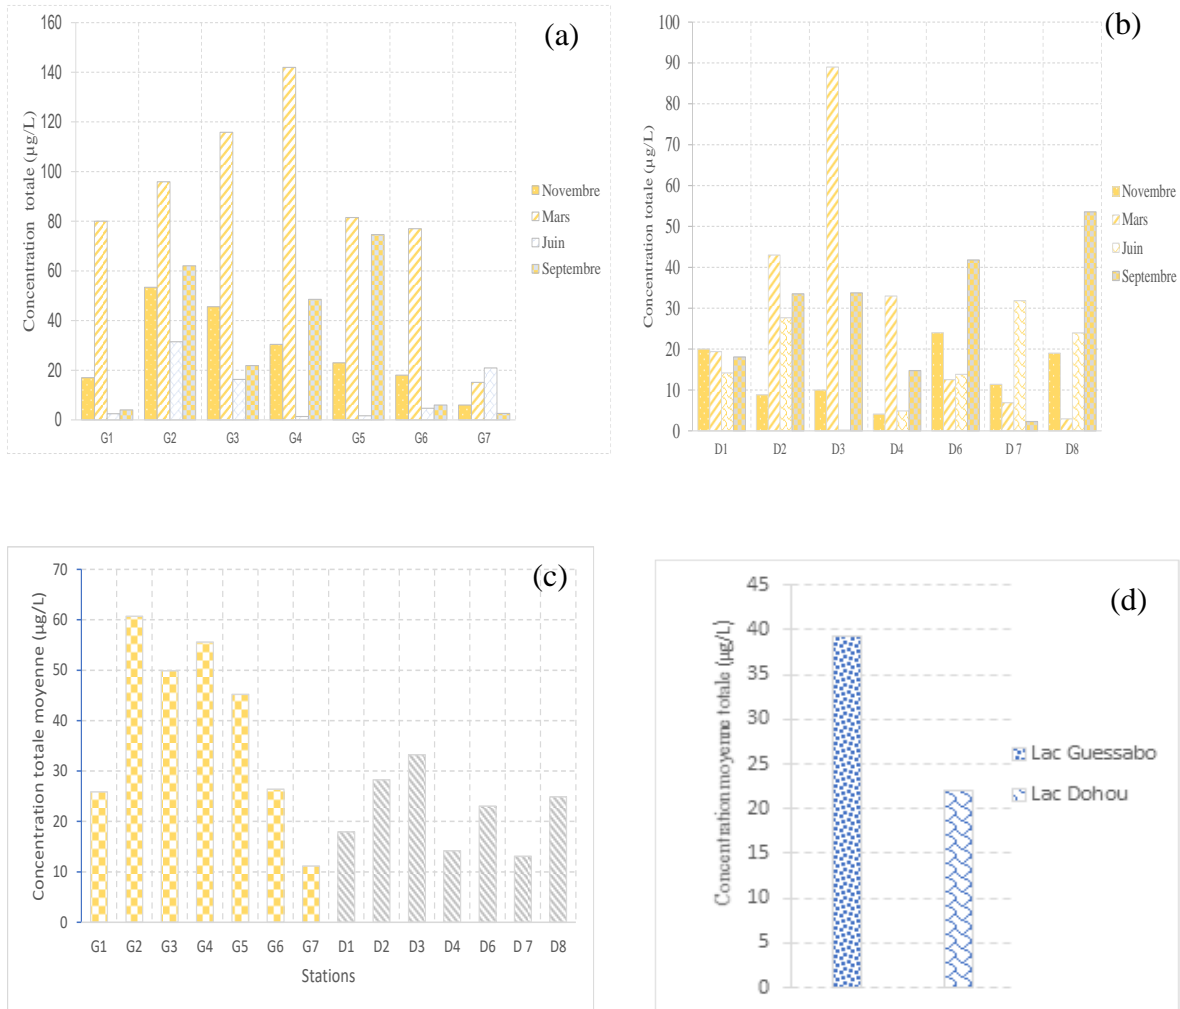 (a)
Concentration totale (µg/L)
160
140
120
100
80
60
40
20
0
G1 G2 G3 G4 G5 G6 G7
Novembre
Mars
Juin
Septembre
(b)
Concentration totale (µg/L)
100
90
80
70
60
50
40
30
20
10
0
D1 D2 D3 D4 D6 D 7 D8
Novembre
Mars
Juin
Septembre
(c)
Concentration totale moyenne (µg/L)
70
60
50
40
30
20
10
0
G1 G2 G3 G4 G5 G6 G7 D1 D2 D3 D4 D6 D 7 D8
Stations
(d)
Concentration moyenne totale (µg/L)
45
40
35
30
25
20
15
10
5
0
Lac Guessabo
Lac Dohou